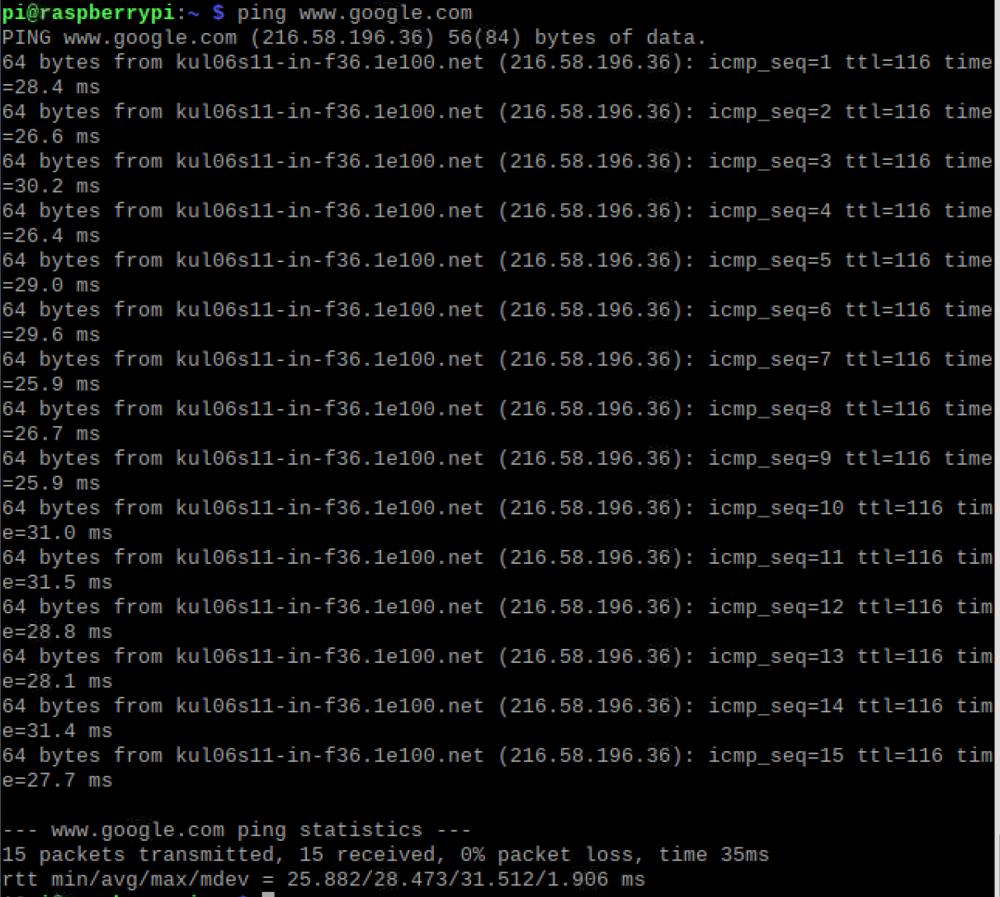 pi@raspberrypi:~ $ ping www.google.com
PING www.google.com (216.58.196.36) 56(84) bytes of data.
64 bytes from kul06s11-in-f36.1e100.net (216.58.196.36): icmp_seq=1 ttl=116 time
=28.4 ms
64 bytes from kul06s11-in-f36.1e100.net (216.58.196.36): icmp_seq=2 ttl=116 time
=26.6 ms
64 bytes from kul06s11-in-f36.1e100.net (216.58.196.36): icmp_seq=3 ttl=116 time
=30.2 ms
64 bytes from kul06s11-in-f36.1e100.net (216.58.196.36): icmp_seq=4 ttl=116 time
=26.4 ms
64 bytes from kul06s11-in-f36.1e100.net (216.58.196.36): icmp_seq=5 ttl=116 time
=29.0 ms
64 bytes from kul06s11-in-f36.1e100.net (216.58.196.36): icmp_seq=6 ttl=116 time
=29.6 ms
64 bytes from kul06s11-in-f36.1e100.net (216.58.196.36): icmp_seq=7 ttl=116 time
=25.9 ms
64 bytes from kul06s11-in-f36.1e100.net (216.58.196.36): icmp_seq=8 ttl=116 time
=26.7 ms
64 bytes from kul06s11-in-f36.1e100.net (216.58.196.36): icmp_seq=9 ttl=116 time
=25.9 ms
64 bytes from kul06s11-in-f36.1e100.net (216.58.196.36): icmp_seq=10 ttl=116 tim
e=31.0 ms
64 bytes from kul06s11-in-f36.1e100.net (216.58.196.36): icmp_seq=11 ttl=116 tim
e=31.5 ms
64 bytes from kul06s11-in-f36.1e100.net (216.58.196.36): icmp_seq=12 ttl=116 tim
e=28.8 ms
64 bytes from kul06s11-in-f36.1e100.net (216.58.196.36): icmp_seq=13 ttl=116 tim
e=28.1 ms
64 bytes from kul06s11-in-f36.1e100.net (216.58.196.36): icmp_seq=14 ttl=116 tim
e=31.4 ms
64 bytes from kul06s11-in-f36.1e100.net (216.58.196.36): icmp_seq=15 ttl=116 tim
e=27.7 ms
--- www.google.com ping statistics ---
15 packets transmitted, 15 received, 0% packet loss, time 35ms
rtt min/avg/max/mdev = 25.882/28.473/31.512/1.906 ms